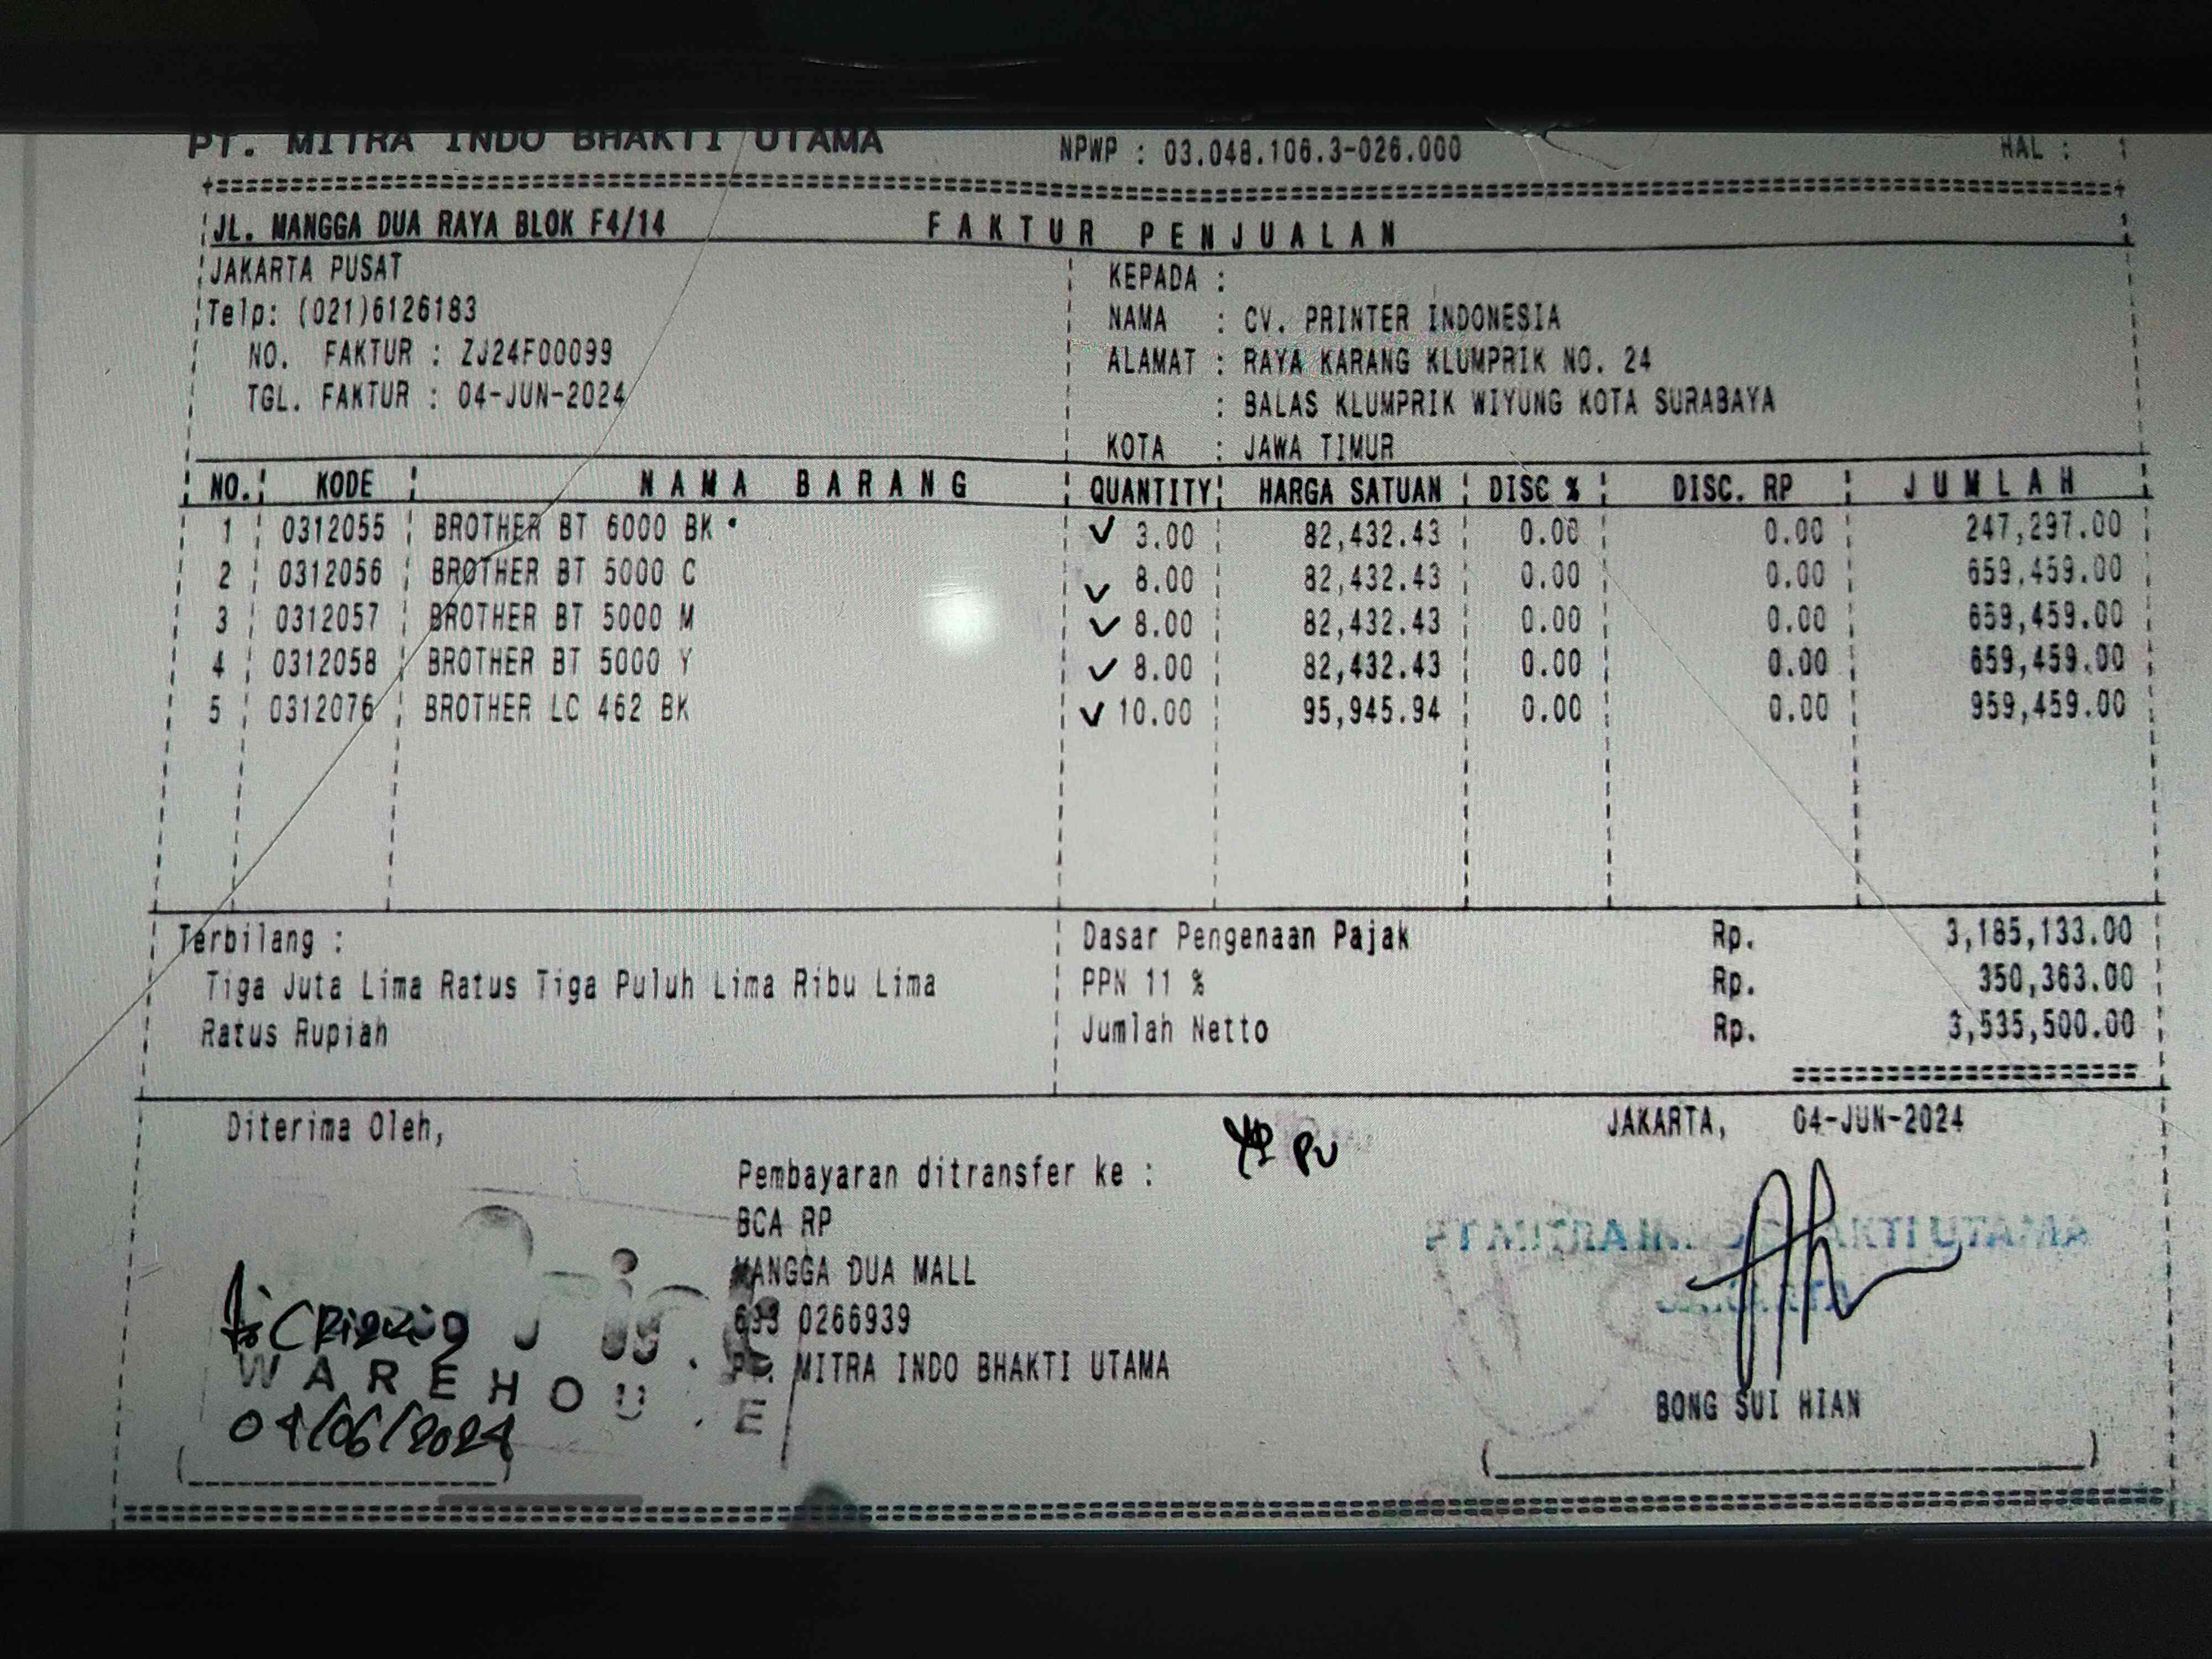 PT. MITRA INDO BHAKTI UTAMA NPWP : 03.048.106.3-026.000 HAL : 1
JL. MANGGA DUA RAYA BLOK F4/14 FAKTUR PENJUALAN
JAKARTA PUSAT KEPADA :
Telp: (021)6126183 NAMA : CV. PRINTER INDONESIA
NO. FAKTUR : ZJ24F00099 ALAMAT : RAYA KARANG KLUMPRIK NO. 24
TGL. FAKTUR : 04-JUN-2024 : BALAS KLUMPRIK WIYUNG KOTA SURABAYA
KOTA : JAWA TIMUR
NO. KODE NAMA BARANG QUANTITY HARGA SATUAN DISC % DISC. RP JUMLAH
1 0312055 BROTHER BT 6000 BK 3.00 82,432.43 0.00 0.00 247,297.00
2 0312056 BROTHER BT 5000 C 8.00 82,432.43 0.00 0.00 659,459.00
3 0312057 BROTHER BT 5000 M 8.00 82,432.43 0.00 0.00 659,459.00
4 0312058 BROTHER BT 5000 Y 8.00 82,432.43 0.00 0.00 659,459.00
5 0312076 BROTHER LC 462 BK 10.00 95,945.94 0.00 0.00 959,459.00
Terbilang : Dasar Pengenaan Pajak Rp. 3,185,133.00
Tiga Juta Lima Ratus Tiga Puluh Lima Ribu Lima PPN 11 % Rp. 350,363.00
Ratus Rupiah Jumlah Netto Rp. 3,535,500.00
Diterima Oleh, JAKARTA, 04-JUN-2024
Pembayaran ditransfer ke :
BCA RP
MANGGA DUA MALL
0266939
PT. MITRA INDO BHAKTI UTAMA
WAREHOUSE
04/06/2024
BONG SUI HIAN